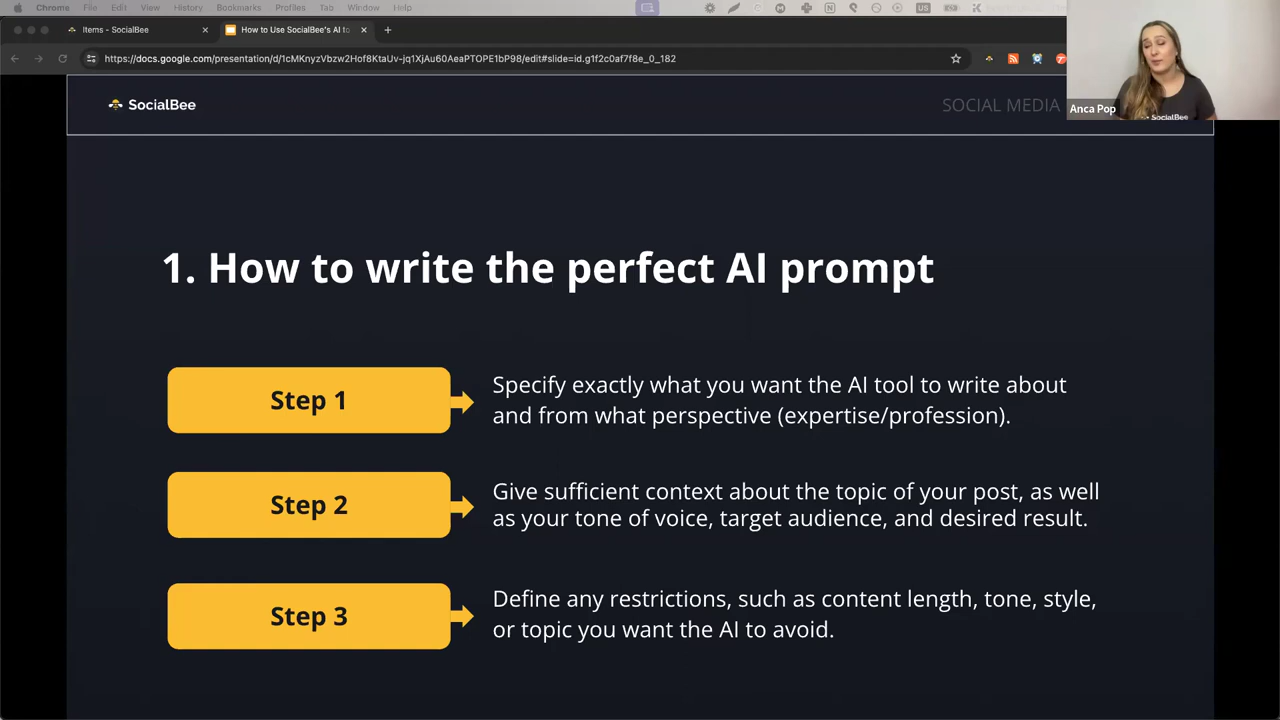 Chrome File Edit View History Bookmarks Profiles Tab Window Help
US
Items - SocialBee
How to Use SocialBee's AI to
https://docs.google.com/presentation/d/1cMKnyzVbzw2Hof8KtaUv-jq1XjAu60AeaPTOPE1bP98/edit#slide=id.g1f2c0af7f8e_0_182
SocialBee
SOCIAL MEDIA
Anca Pop
SocialBee
1. How to write the perfect AI prompt
Step 1
Specify exactly what you want the AI tool to write about
and from what perspective (expertise/profession).
Step 2
Give sufficient context about the topic of your post, as well
as your tone of voice, target audience, and desired result.
Step 3
Define any restrictions, such as content length, tone, style,
or topic you want the AI to avoid.